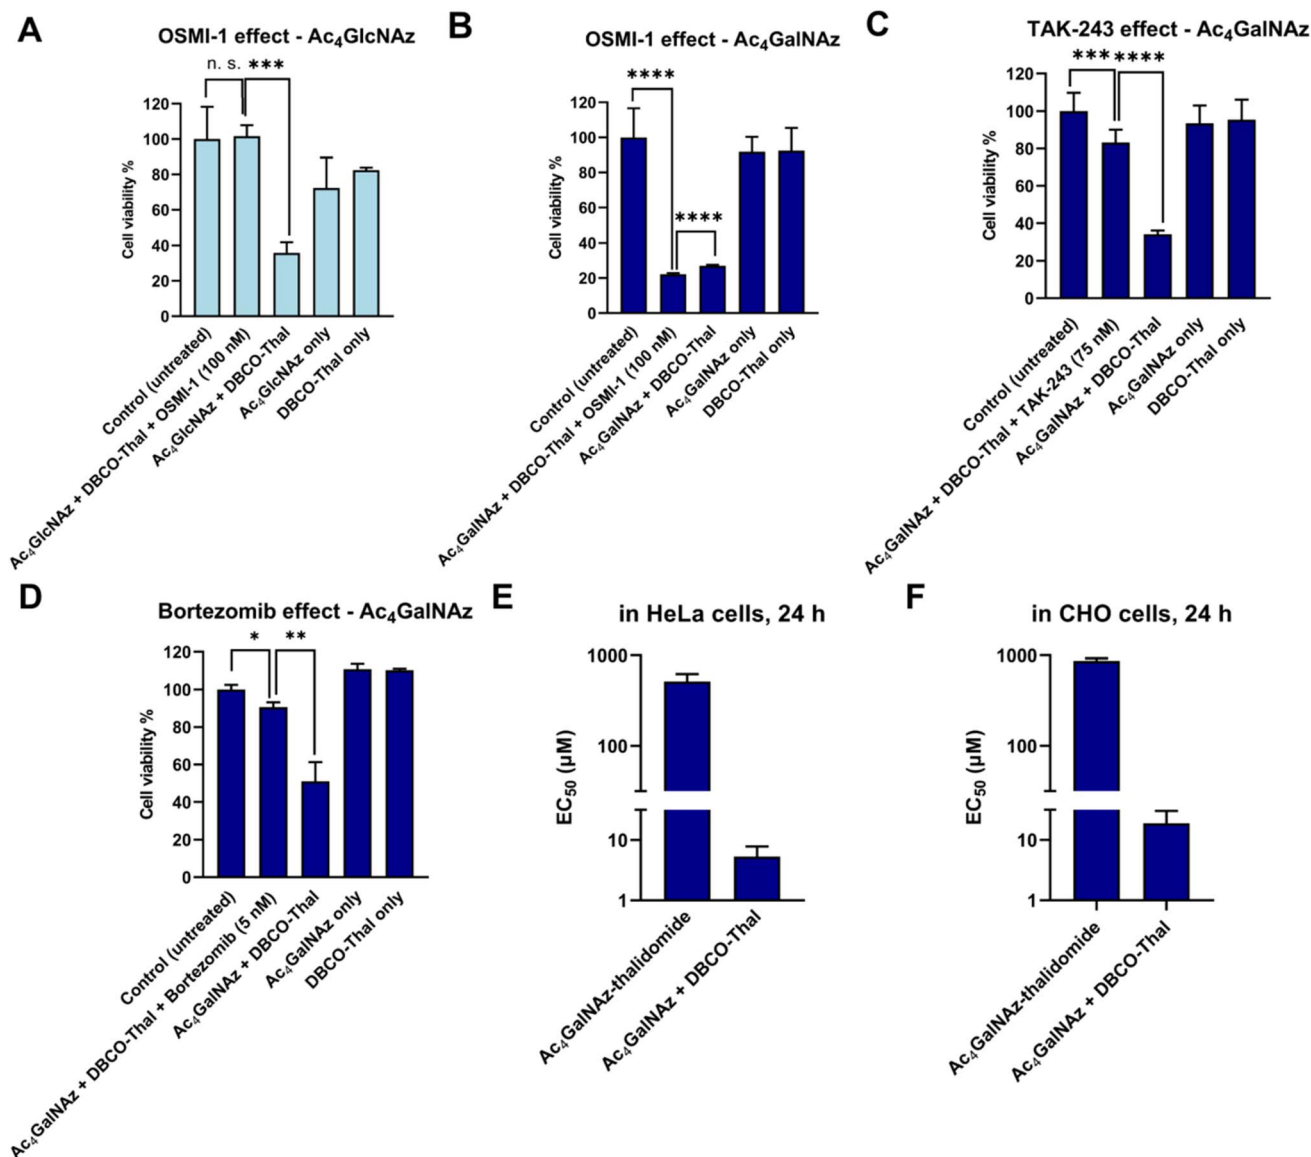 A
OSMI-1 effect - Ac4GlcNAz
n. s. ***
Cell viability %
120
100
80
60
40
20
0
Control (untreated)
Ac4GlcNAz + DBCO-Thal + OSMI-1 (100 nM)
Ac4GlcNAz + DBCO-Thal
Ac4GlcNAz only
DBCO-Thal only
B
OSMI-1 effect - Ac4GalNAz
****
****
Cell viability %
120
100
80
60
40
20
0
Control (untreated)
Ac4GalNAz + DBCO-Thal + OSMI-1 (100 nM)
Ac4GalNAz + DBCO-Thal
Ac4GalNAz only
DBCO-Thal only
C
TAK-243 effect - Ac4GalNAz
*** ****
Cell viability %
120
100
80
60
40
20
0
Control (untreated)
Ac4GalNAz + DBCO-Thal + TAK-243 (75 nM)
Ac4GalNAz + DBCO-Thal
Ac4GalNAz only
DBCO-Thal only
D
Bortezomib effect - Ac4GalNAz
* **
Cell viability %
120
100
80
60
40
20
0
Control (untreated)
Ac4GalNAz + DBCO-Thal + Bortezomib (5 nM)
Ac4GalNAz + DBCO-Thal
Ac4GalNAz only
DBCO-Thal only
E
in HeLa cells, 24 h
EC50 (µM)
1000
100
10
1
Ac4GalNAz-thalidomide
Ac4GalNAz + DBCO-Thal
F
in CHO cells, 24 h
EC50 (µM)
1000
100
10
1
Ac4GalNAz-thalidomide
Ac4GalNAz + DBCO-Thal